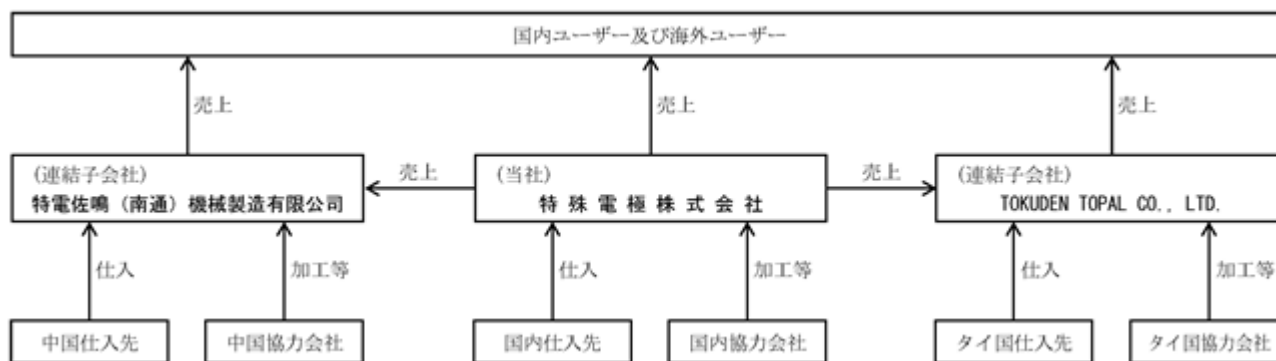 国内ユーザー及び海外ユーザー
売上
売上
売上
(連結子会社)
特電佐鳴（南通）機械製造有限公司
売上
(当社)
特殊電極株式会社
売上
(連結子会社)
TOKUDEN TOPAL CO., LTD.
仕入
加工等
仕入
加工等
仕入
加工等
中国仕入先
中国協力会社
国内仕入先
国内協力会社
タイ国仕入先
タイ国協力会社